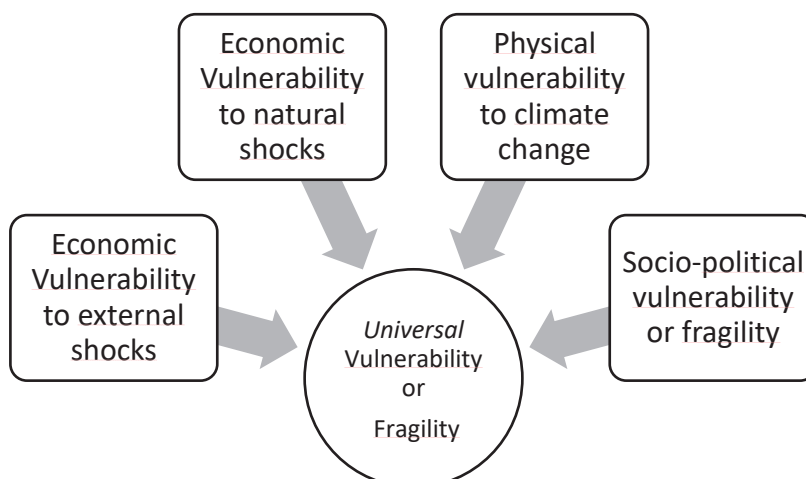 Economic
Vulnerability
to natural
shocks
Physical
vulnerability
to climate
change
Economic
Vulnerability
to external
shocks
Socio-political
vulnerability
or fragility
Universal
Vulnerability
or
Fragility